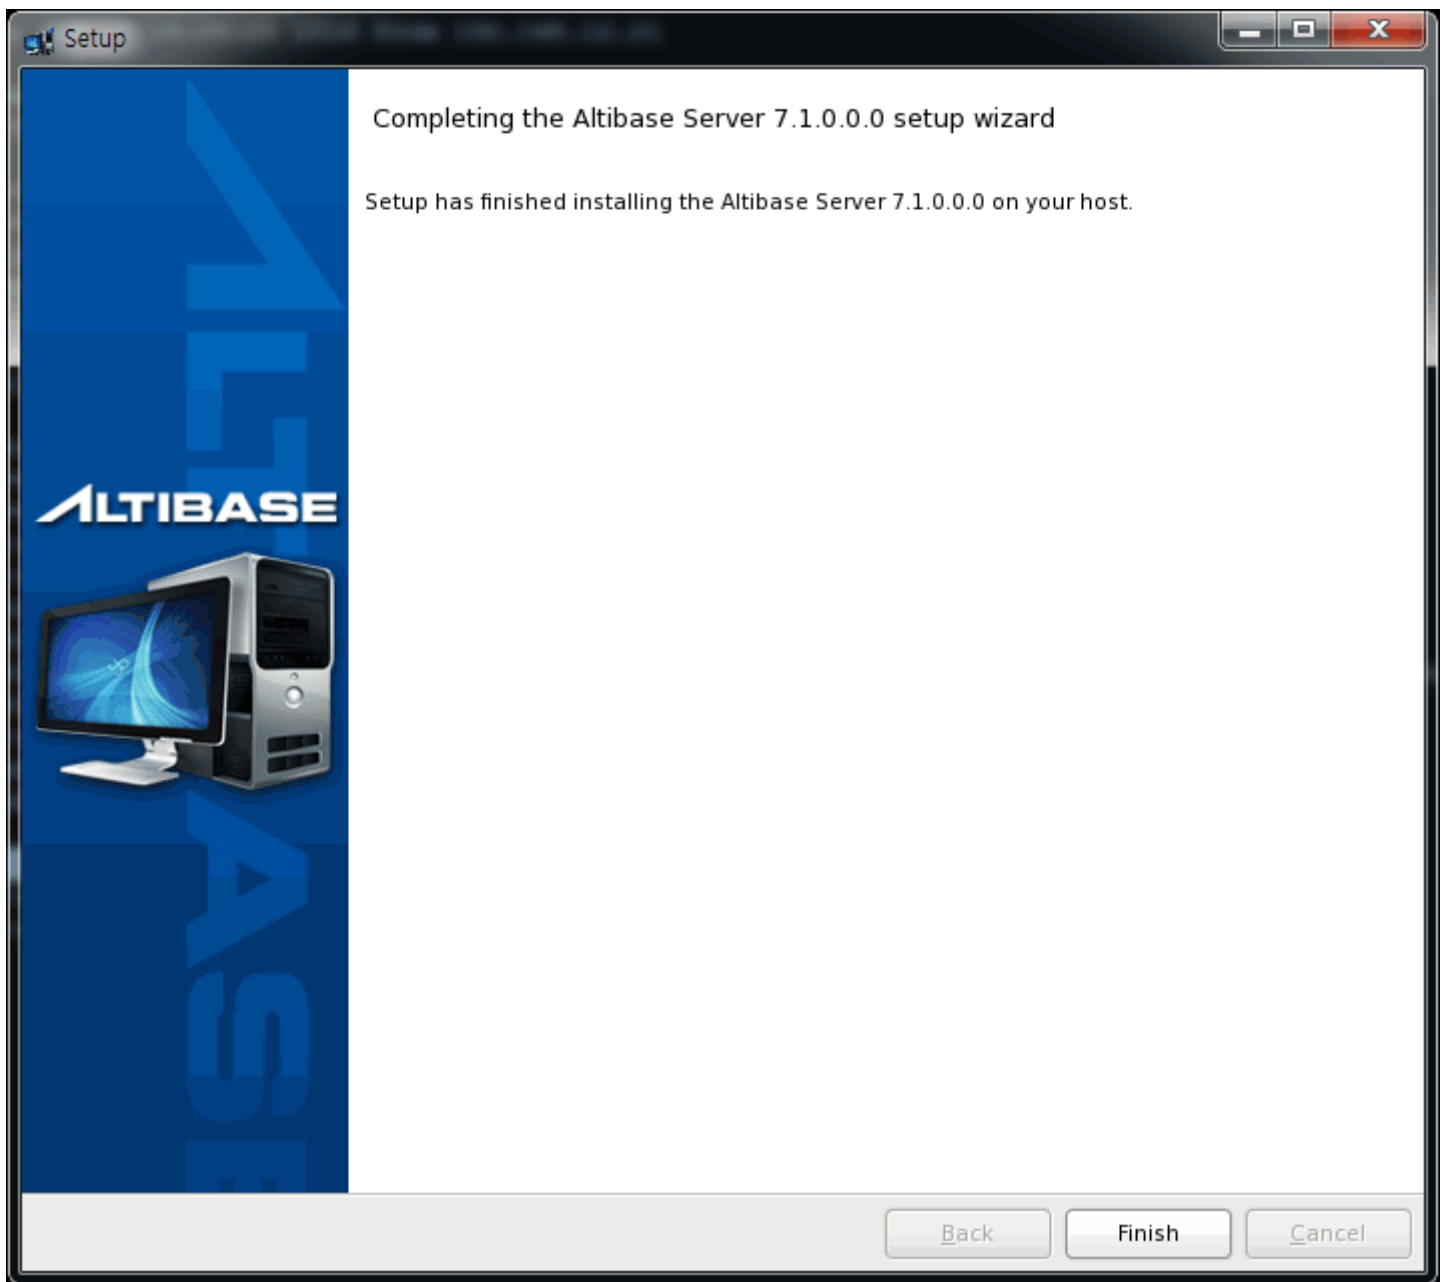 Setup
Completing the Altibase Server 7.1.0.0.0 setup wizard
Setup has finished installing the Altibase Server 7.1.0.0.0 on your host.
ALTIBASE
Back
Finish
Cancel